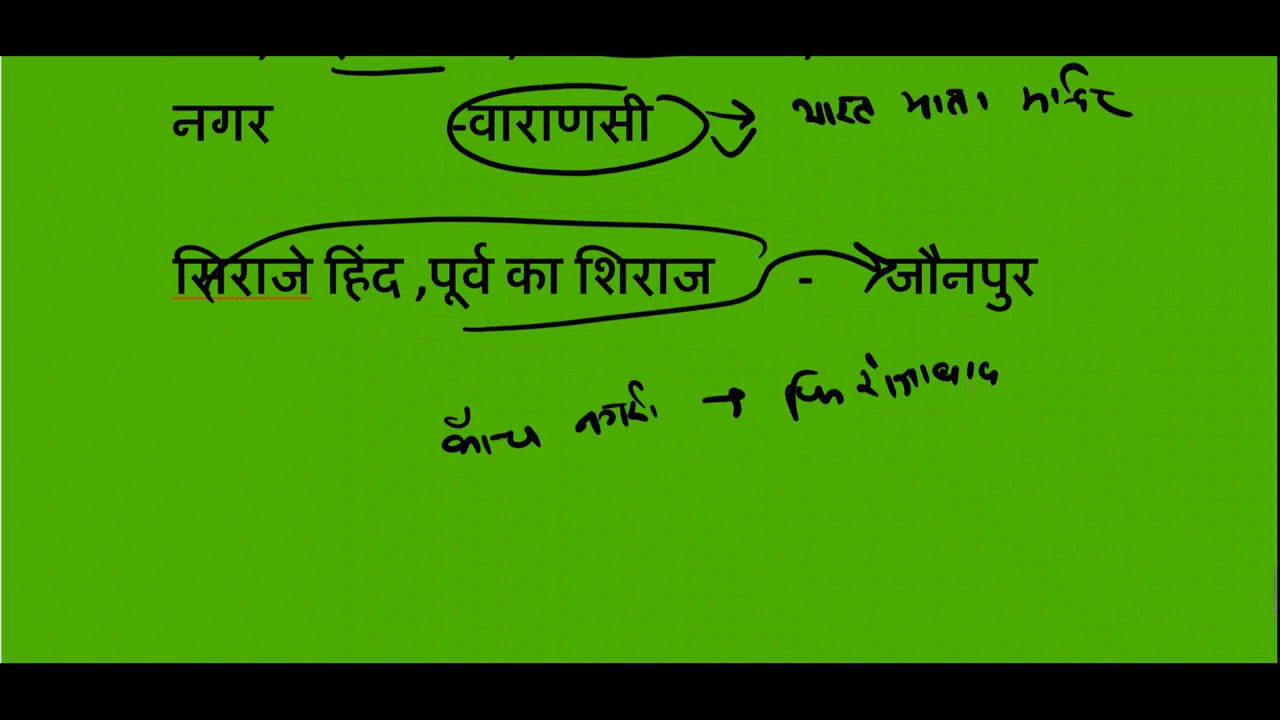 नगर -वाराणसी → भारत माता मंदिर
सिराजे हिंद ,पूर्व का शिराज - जौनपुर
काँच नगरी → फिरोजाबाद